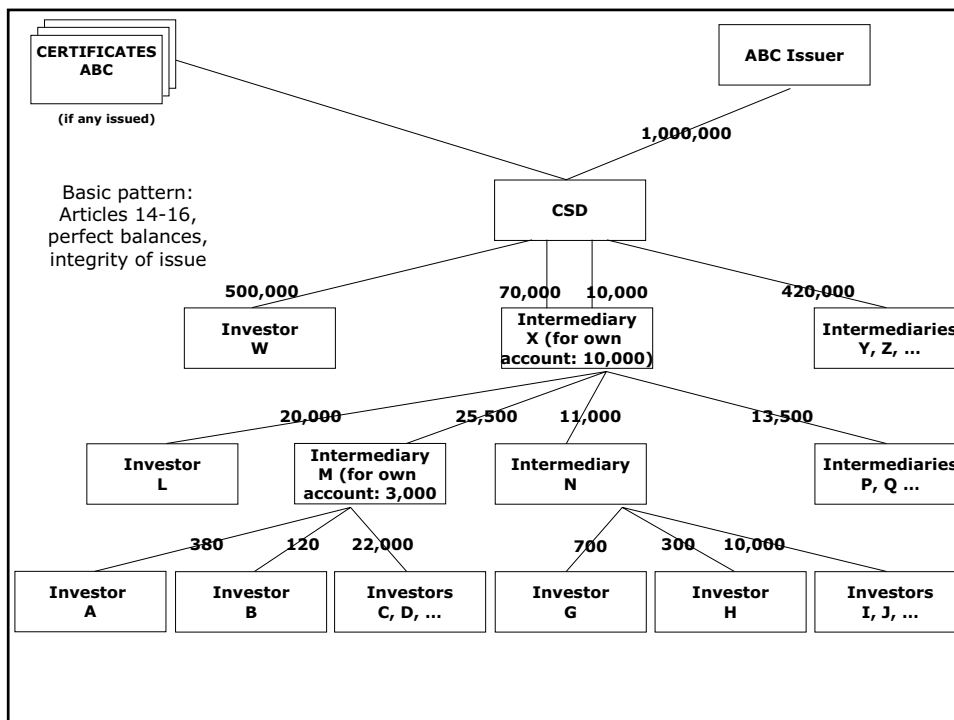 CERTIFICATES
ABC
(if any issued)
ABC Issuer
1,000,000
Basic pattern:
Articles 14-16,
perfect balances,
integrity of issue
CSD
500,000
70,000
10,000
420,000
Investor
W
Intermediary
X (for own
account: 10,000)
Intermediaries
Y, Z, ...
20,000
25,500
11,000
13,500
Investor
L
Intermediary
M (for own
account: 3,000
Intermediary
N
Intermediaries
P, Q ...
380
120
22,000
700
300
10,000
Investor
A
Investor
B
Investors
C, D, ...
Investor
G
Investor
H
Investors
I, J, ...